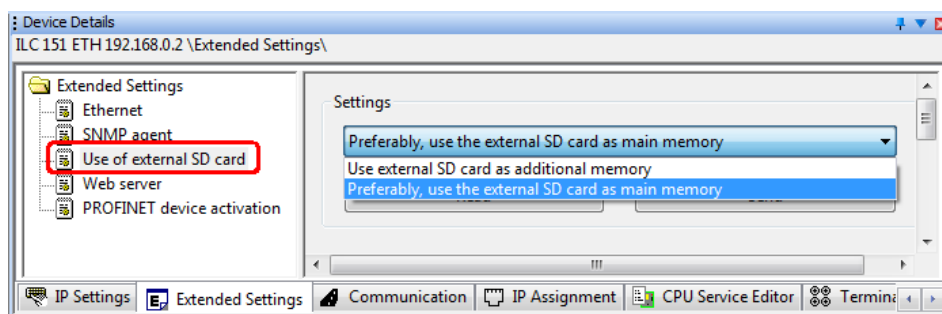 Device Details
ILC 151 ETH 192.168.0.2 \Extended Settings\
Extended Settings
Ethernet
SNMP agent
Use of external SD card
Web server
PROFINET device activation
Settings
Preferably, use the external SD card as main memory
Use external SD card as additional memory
Preferably, use the external SD card as main memory
IP Settings
Extended Settings
Communication
IP Assignment
CPU Service Editor